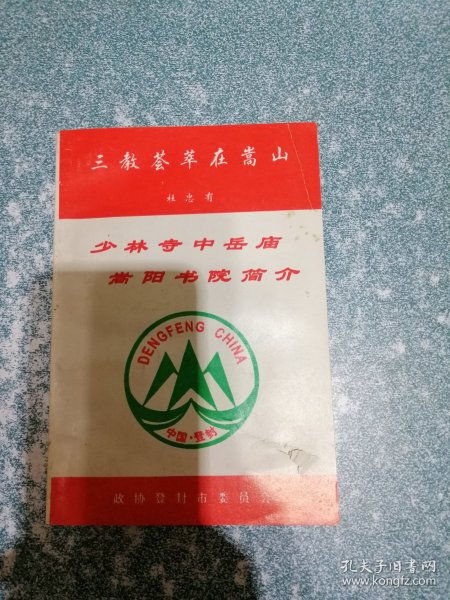 三教荟萃在嵩山
杜忠有
少林寺中岳庙
嵩阳书院简介
DENGFENG CHINA
中国·登封
政协登封市委员会
孔夫子旧书网
www.kongfz.com